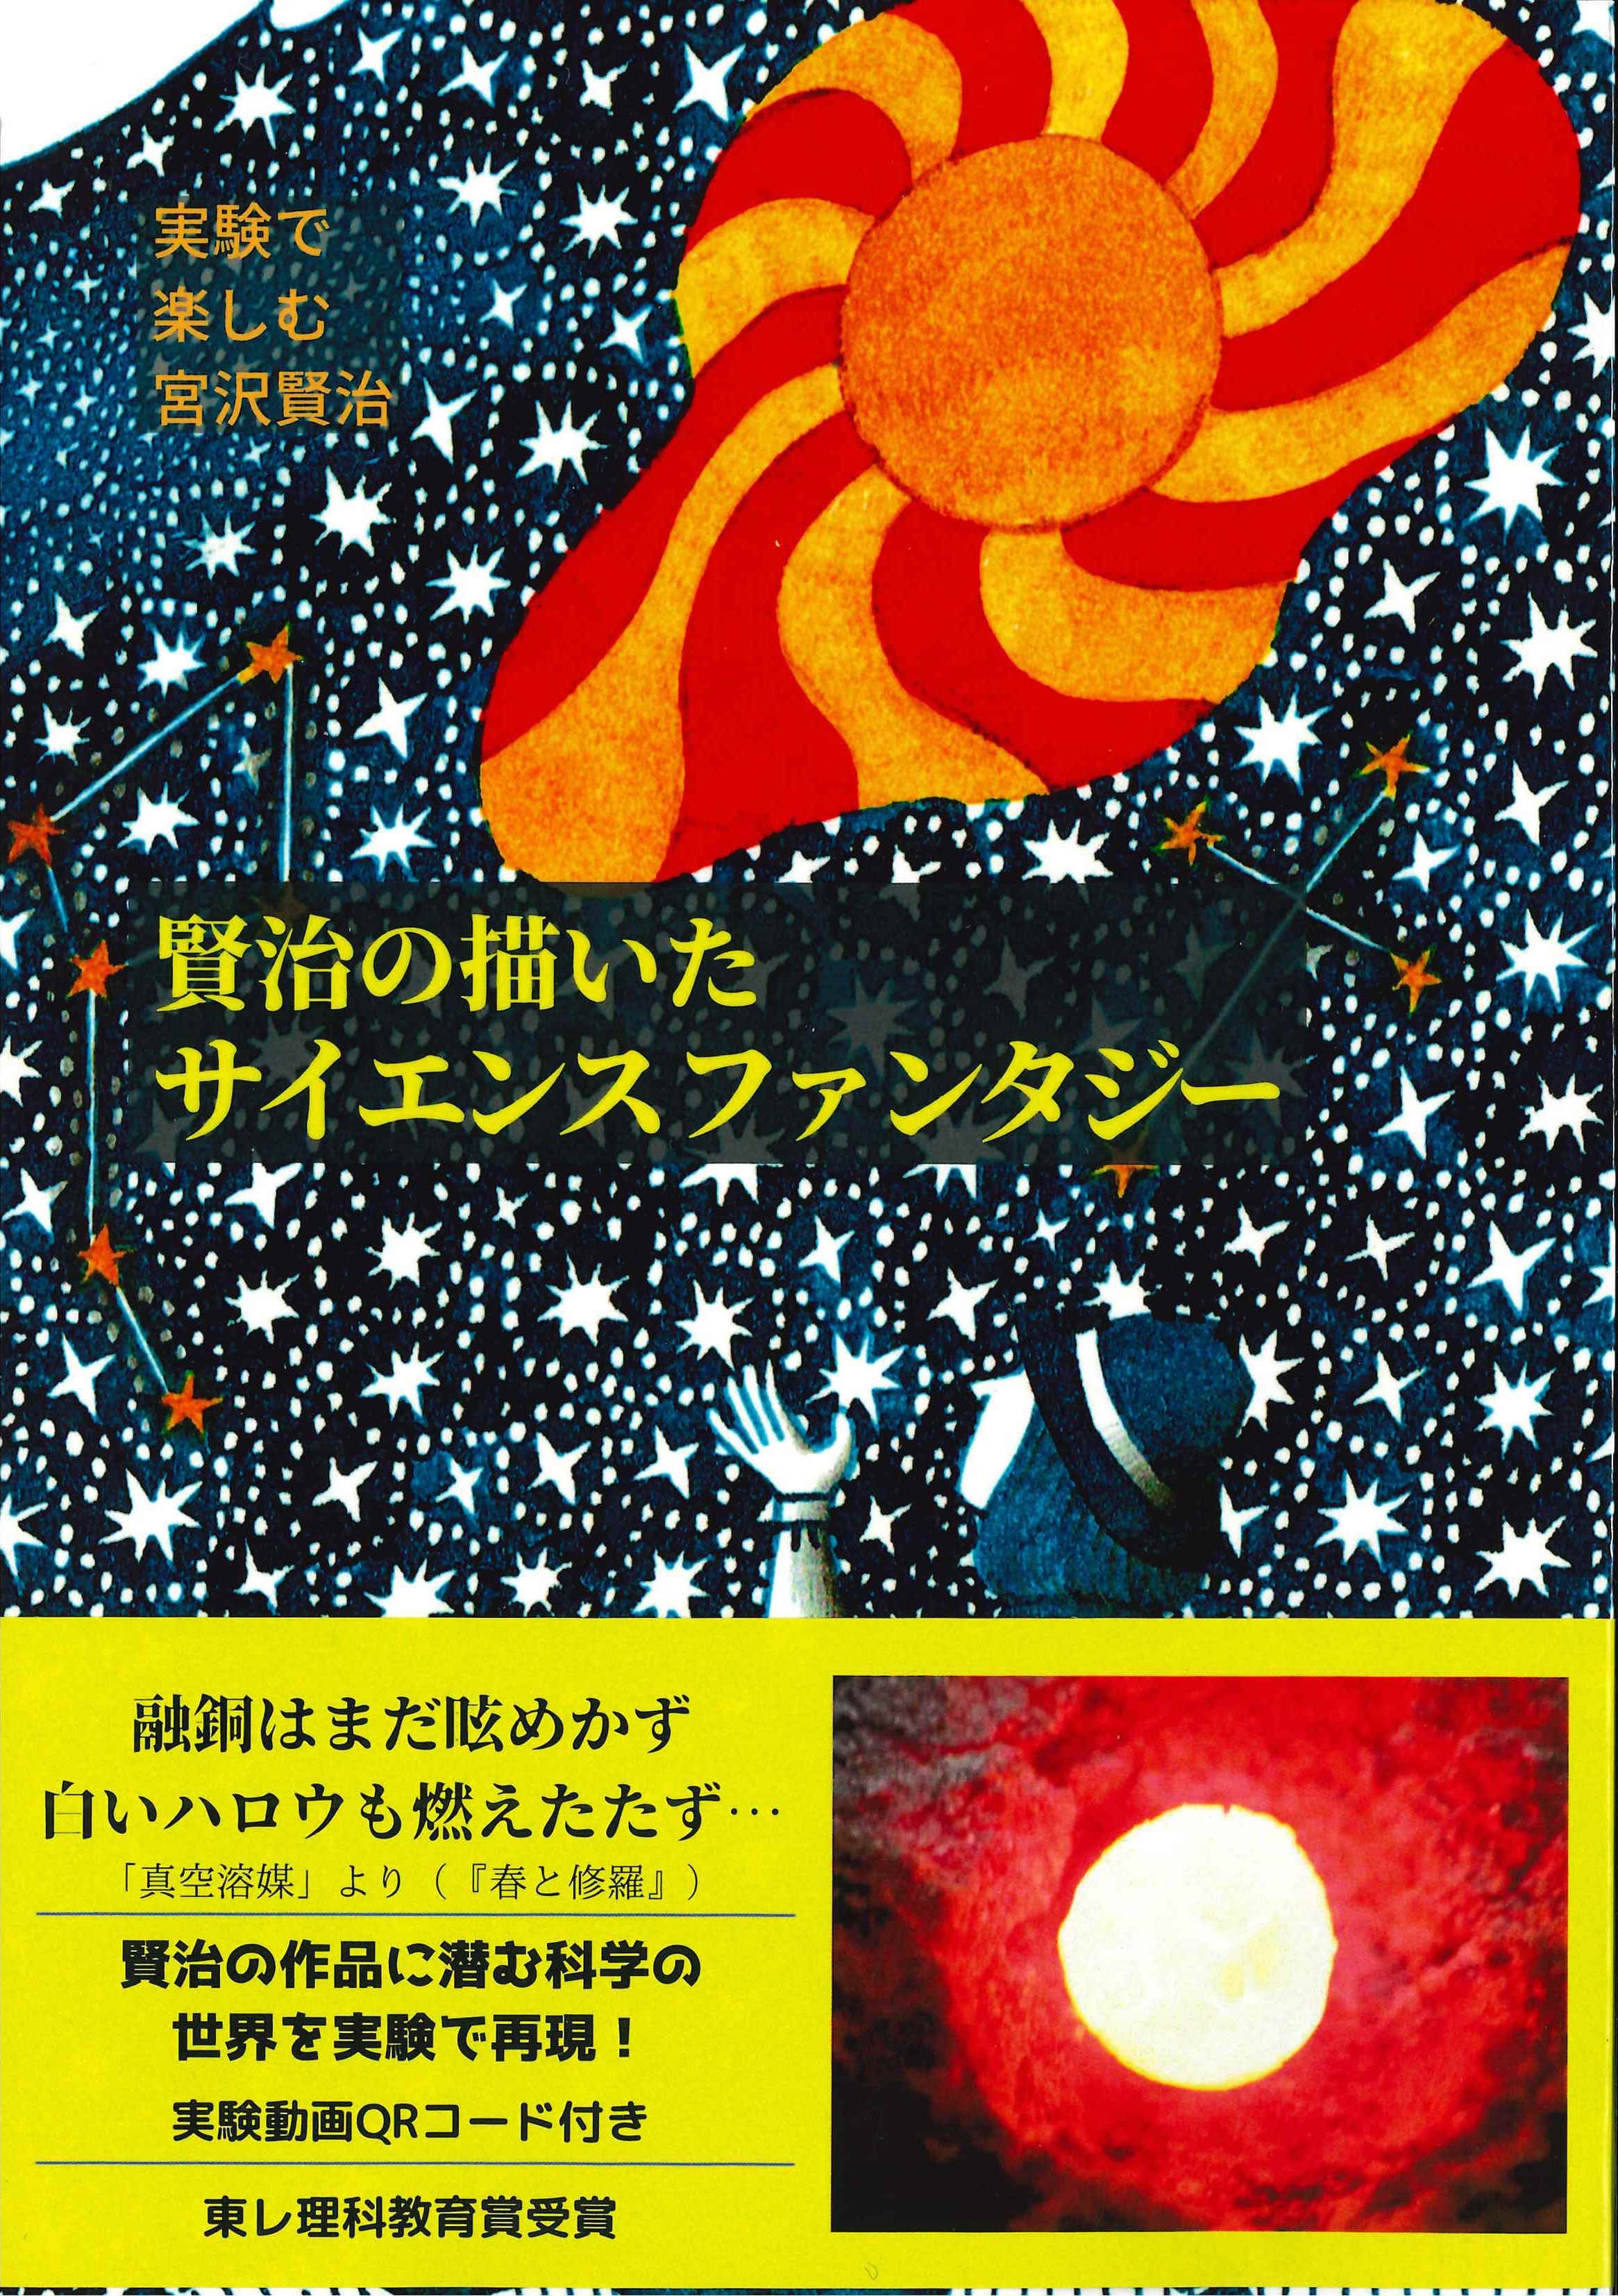 実験で
楽しむ
宮沢賢治
賢治の描いた
サイエンスファンタジー
融銅はまだ眩めかず
白いハロウも燃えたたず…
「真空溶媒」より（『春と修羅』）
賢治の作品に潜む科学の
世界を実験で再現！
実験動画QRコード付き
東レ理科教育賞受賞